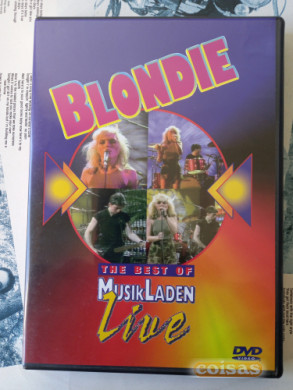 BLONDIE
THE BEST OF
MUSIKLADEN
Live
DVD
VIDEO
coisas